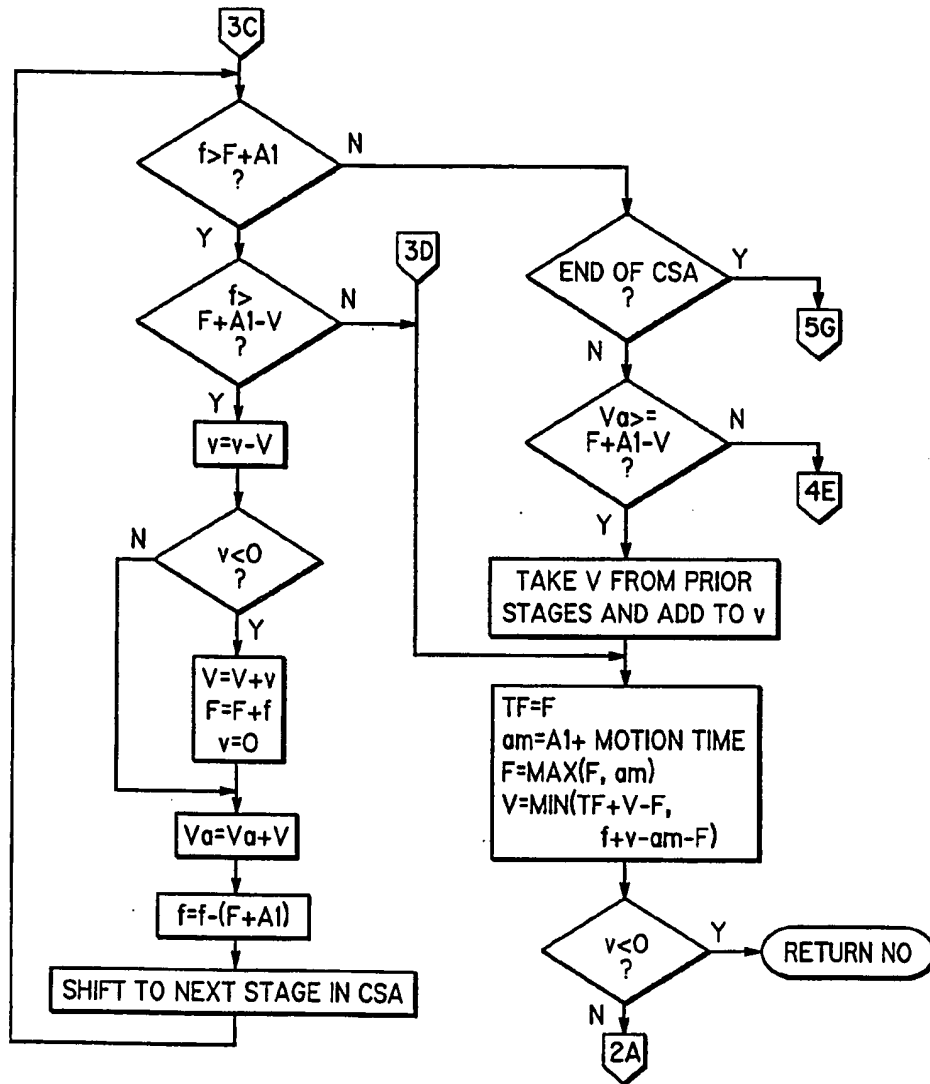 3C
f>F+A1
?
N
Y
3D
f>
F+A1-V
?
N
Y
END OF CSA
?
Y
5G
N
v=v-V
Va>=
F+A1-V
?
N
4E
Y
v<0
?
N
Y
TAKE V FROM PRIOR
STAGES AND ADD TO v
V=V+v
F=F+f
v=0
TF=F
am=A1+ MOTION TIME
F=MAX(F, am)
V=MIN(TF+V-F,
f+v-am-F)
Va=Va+V
f=f-(F+A1)
SHIFT TO NEXT STAGE IN CSA
v<0
?
Y
RETURN NO
N
2A